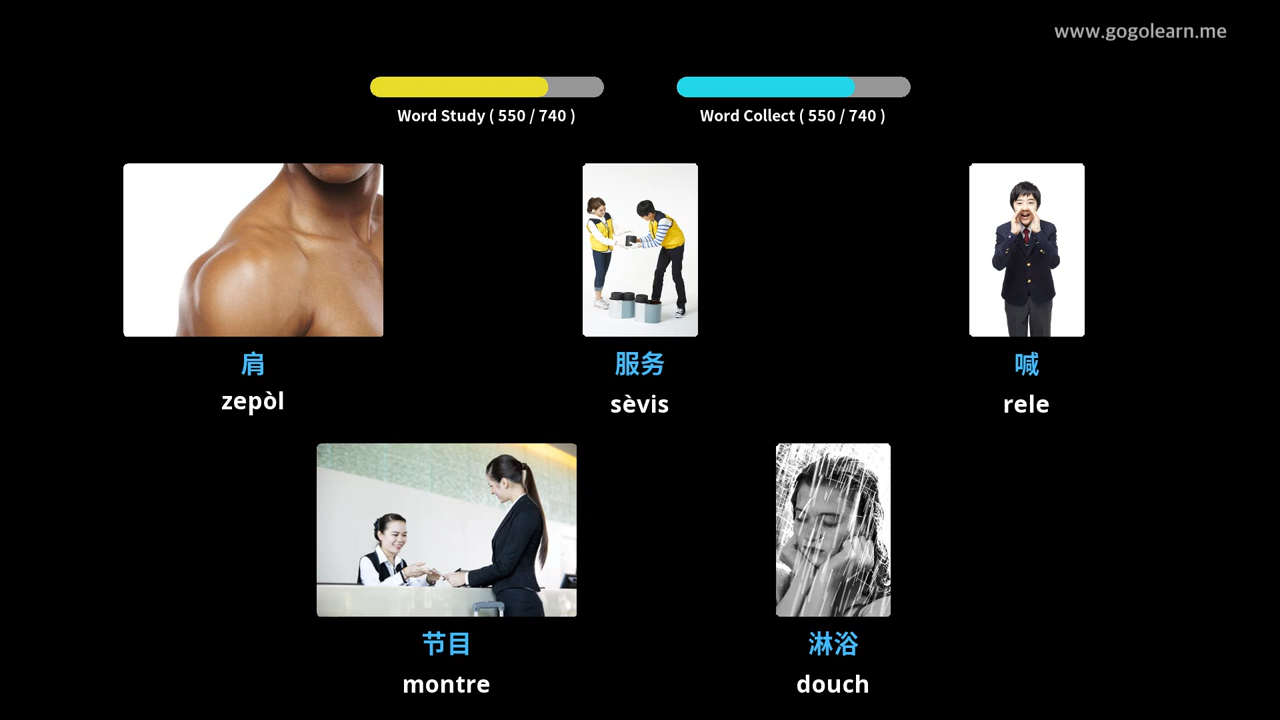 www.gogolearn.me
Word Study ( 550 / 740 )
Word Collect ( 550 / 740 )
肩
zepòl
服务
sèvis
喊
rele
节目
montre
淋浴
douch